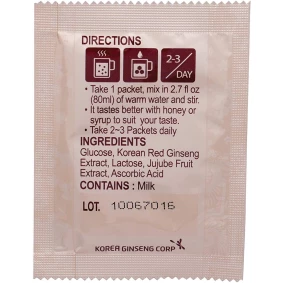 DIRECTIONS
2-3
/DAY
• Take 1 packet, mix in 2.7 fl oz
(80ml) of warm water and stir.
• It tastes better with honey or
syrup to suit your taste.
• Take 2~3 Packets daily
INGREDIENTS
Glucose, Korean Red Ginseng
Extract, Lactose, Jujube Fruit
Extract, Ascorbic Acid
CONTAINS : Milk
LOT. 10067016
KOREA GINSENG CORP